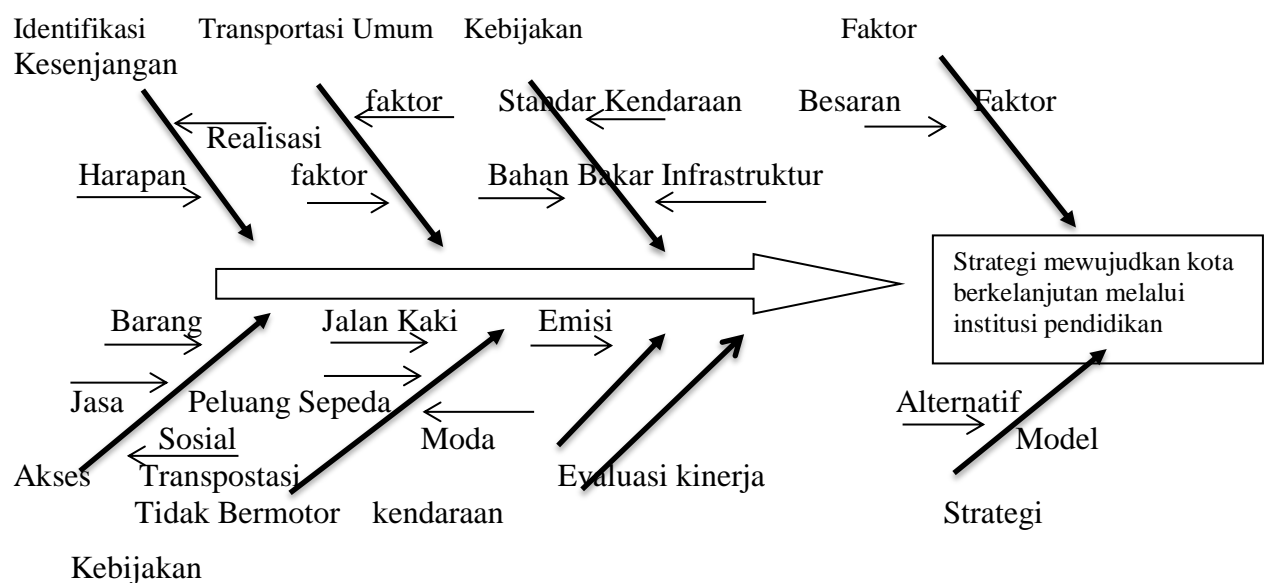 Identifikasi Transportasi Umum Kebijakan Faktor
Kesenjangan
faktor Standar Kendaraan Besaran Faktor
Realisasi
Harapan faktor Bahan Bakar Infrastruktur
Strategi mewujudkan kota
berkelanjutan melalui
institusi pendidikan
Barang Jalan Kaki Emisi
Jasa Peluang Sepeda Alternatif
Sosial Moda Model
Akses Transpostasi Evaluasi kinerja
Tidak Bermotor kendaraan Strategi
Kebijakan